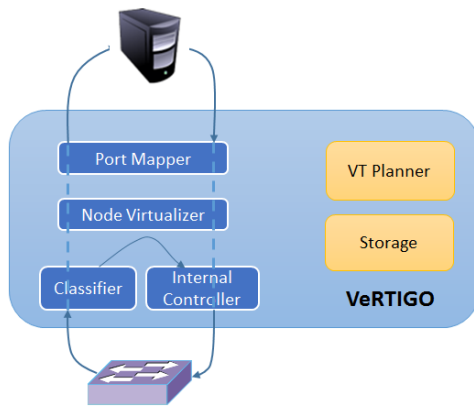 Port Mapper
VT Planner
Node Virtualizer
Storage
Classifier
Internal
Controller
VeRTIGO